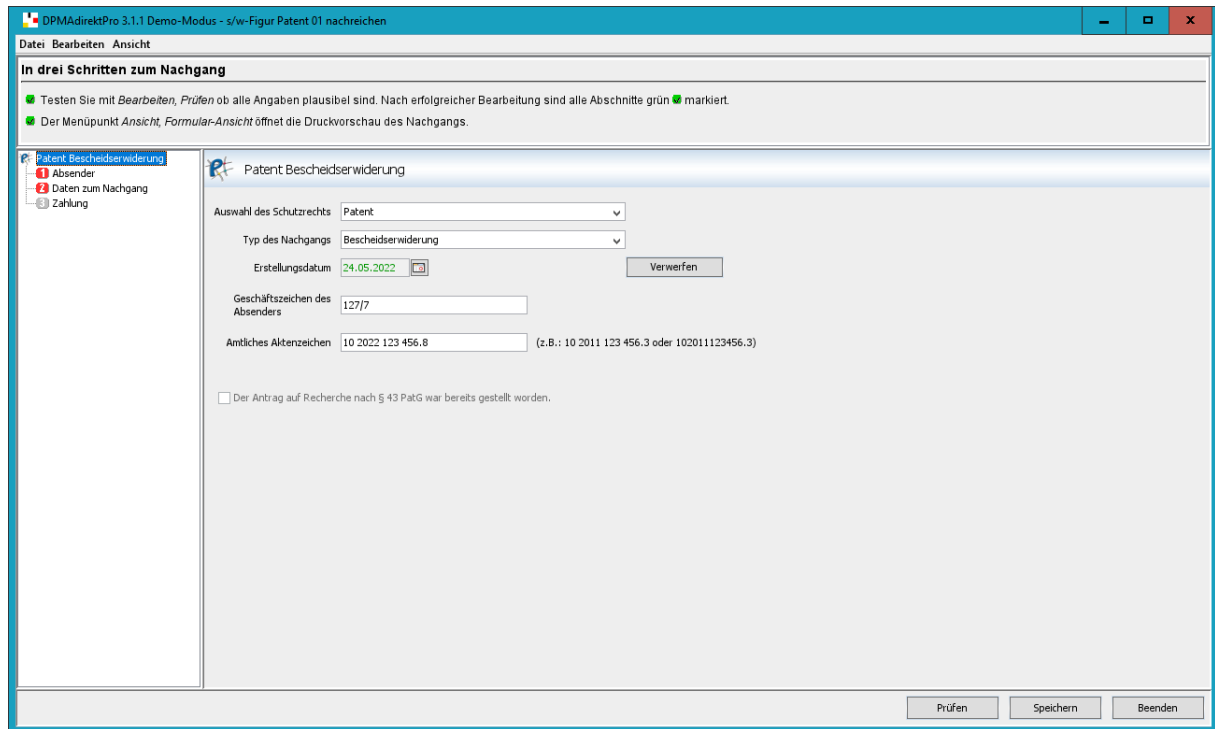 DPMAdirektPro 3.1.1 Demo-Modus - s/w-Figur Patent 01 nachreichen
Datei Bearbeiten Ansicht
In drei Schritten zum Nachgang
Testen Sie mit Bearbeiten, Prüfen ob alle Angaben plausibel sind. Nach erfolgreicher Bearbeitung sind alle Abschnitte grün markiert.
Der Menüpunkt Ansicht, Formular-Ansicht öffnet die Druckvorschau des Nachgangs.
Patent Bescheidserwiderung
1 Absender
2 Daten zum Nachgang
3 Zahlung
Patent Bescheidserwiderung
Auswahl des Schutzrechts Patent
Typ des Nachgangs Bescheidserwiderung
Erstellungsdatum 24.05.2022 Verwerfen
Geschäftszeichen des
Absenders 127/7
Amtliches Aktenzeichen 10 2022 123 456.8 (z.B.: 10 2011 123 456.3 oder 102011123456.3)
Der Antrag auf Recherche nach § 43 PatG war bereits gestellt worden.
Prüfen Speichern Beenden